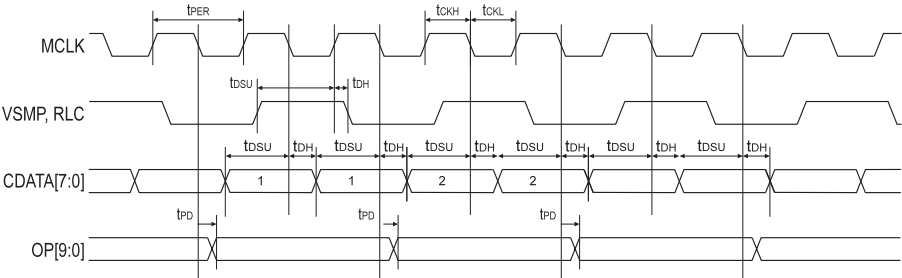 tPER tCKH tCKL
MCLK
tDSU tDH
VSMP, RLC
tDSU tDH tDSU tDH tDSU tDH tDSU tDH tDSU tDH tDSU tDH
CDATA[7:0] 1 1 2 2
tPD tPD tPD
OP[9:0]